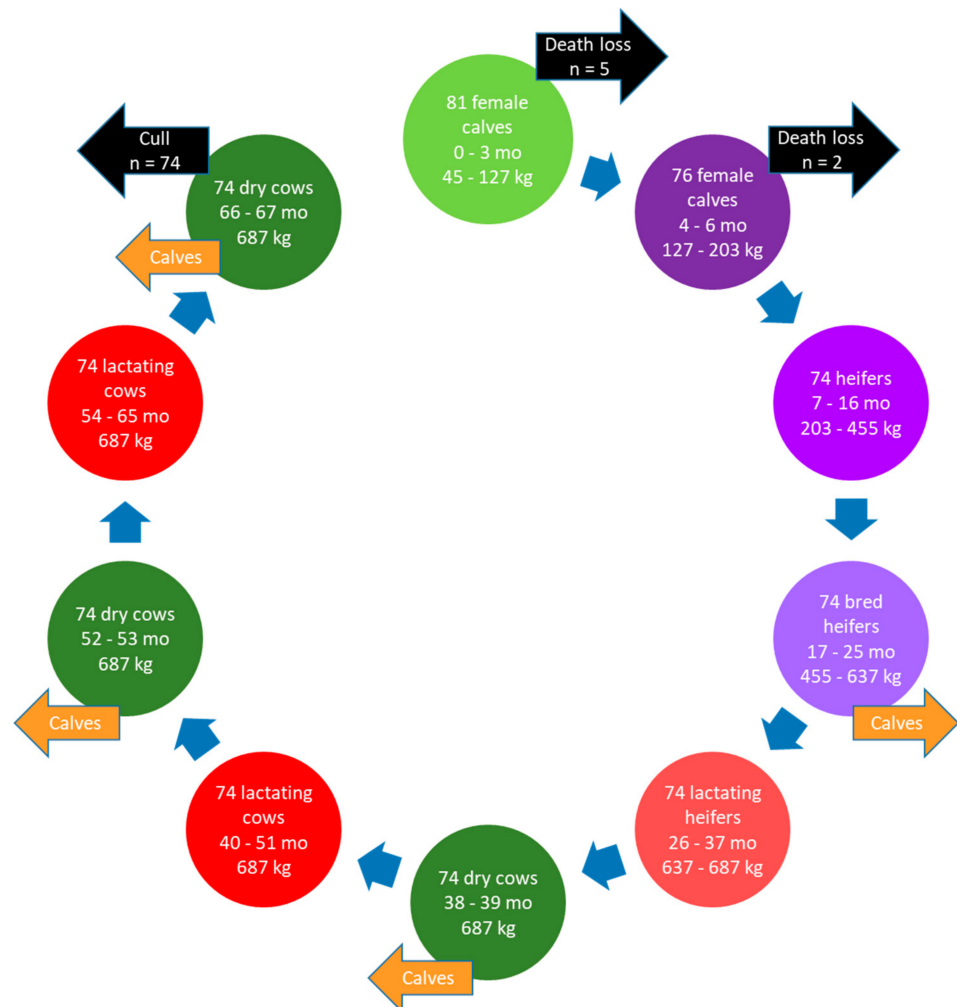 Death loss
n = 5
81 female
calves
0 - 3 mo
45 - 127 kg
Death loss
n = 2
76 female
calves
4 - 6 mo
127 - 203 kg
74 heifers
7 - 16 mo
203 - 455 kg
74 bred
heifers
17 - 25 mo
455 - 637 kg
Calves
74 lactating
heifers
26 - 37 mo
637 - 687 kg
74 dry cows
38 - 39 mo
687 kg
Calves
74 lactating
cows
40 - 51 mo
687 kg
74 dry cows
52 - 53 mo
687 kg
Calves
74 lactating
cows
54 - 65 mo
687 kg
Cull
n = 74
74 dry cows
66 - 67 mo
687 kg
Calves